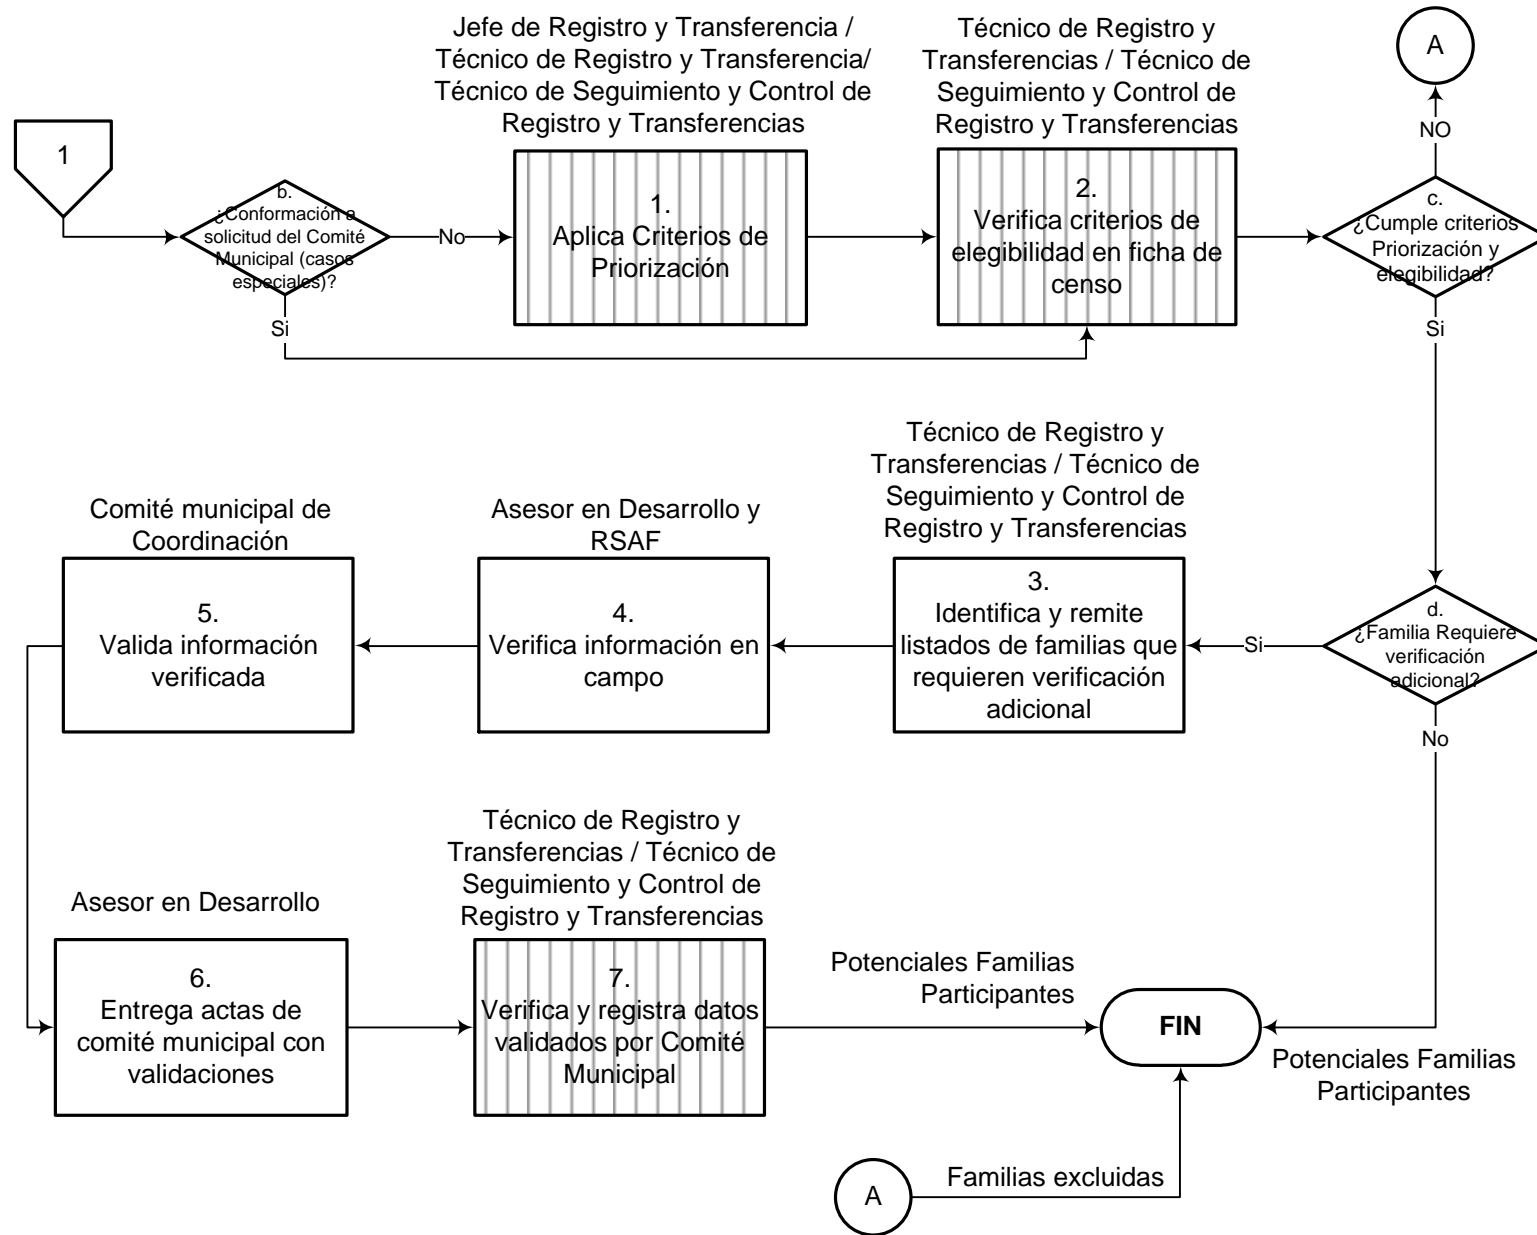 Jefe de Registro y Transferencia /
Técnico de Registro y Transferencia/
Técnico de Seguimiento y Control de
Registro y Transferencias
Técnico de Registro y
Transferencias / Técnico de
Seguimiento y Control de
Registro y Transferencias
A
NO
1
b.
¿Conformación a
solicitud del Comité
Municipal (casos
especiales)?
No
Si
1.
Aplica Criterios de
Priorización
2.
Verifica criterios de
elegibilidad en ficha de
censo
c.
¿Cumple criterios
Priorización y
elegibilidad?
Si
Comité municipal de
Coordinación
Asesor en Desarrollo y
RSAF
Técnico de Registro y
Transferencias / Técnico de
Seguimiento y Control de
Registro y Transferencias
5.
Valida información
verificada
4.
Verifica información en
campo
3.
Identifica y remite
listados de familias que
requieren verificación
adicional
Si
d.
¿Familia Requiere
verificación
adicional?
No
Asesor en Desarrollo
Técnico de Registro y
Transferencias / Técnico de
Seguimiento y Control de
Registro y Transferencias
6.
Entrega actas de
comité municipal con
validaciones
7.
Verifica y registra datos
validados por Comité
Municipal
Potenciales Familias
Participantes
FIN
Potenciales Familias
Participantes
A
Familias excluidas